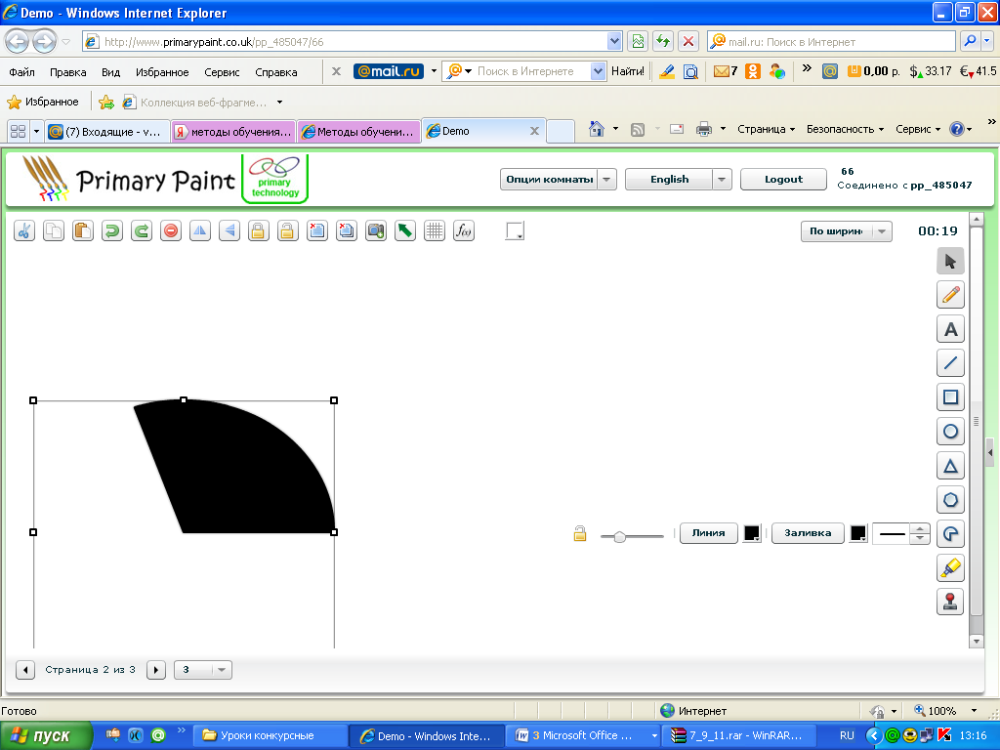 Demo - Windows Internet Explorer
http://www.primarypaint.co.uk/pp_485047/66
mail.ru: Поиск в Интернет
Файл Правка Вид Избранное Сервис Справка
@mail.ru Поиск в Интернете Найти! 7 0,00 р. $ 33.17 € 41.5
Избранное Коллекция веб-фрагме...
(7) Входящие - v... методы обучения... Методы обучени... Demo Страница Безопасность Сервис
Primary Paint primary technology
Опции комнаты English Logout
66
Соединено с pp_485047
f(x) По ширин 00:19
A
Линия Заливка
Страница 2 из 3 3
Готово Интернет 100%
пуск Уроки конкурсные Demo - Windows Inte... 3 Microsoft Office ... 7_9_11.rar - WinRAR... RU 13:16